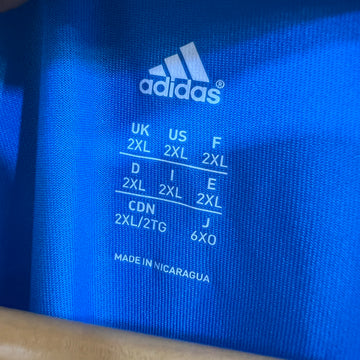 adidas®
UK US F
2XL 2XL 2XL
D I E
2XL 2XL 2XL
CDN J
2XL/2TG 6XO
MADE IN NICARAGUA